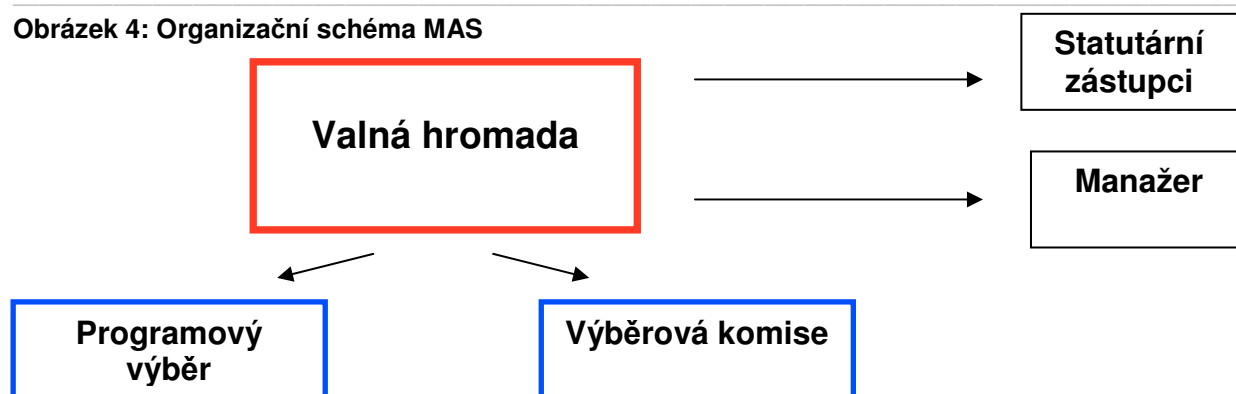 Obrázek 4: Organizační schéma MAS
Statutární
zástupci
Valná hromada
Manažer
Programový
výběr
Výběrová komise